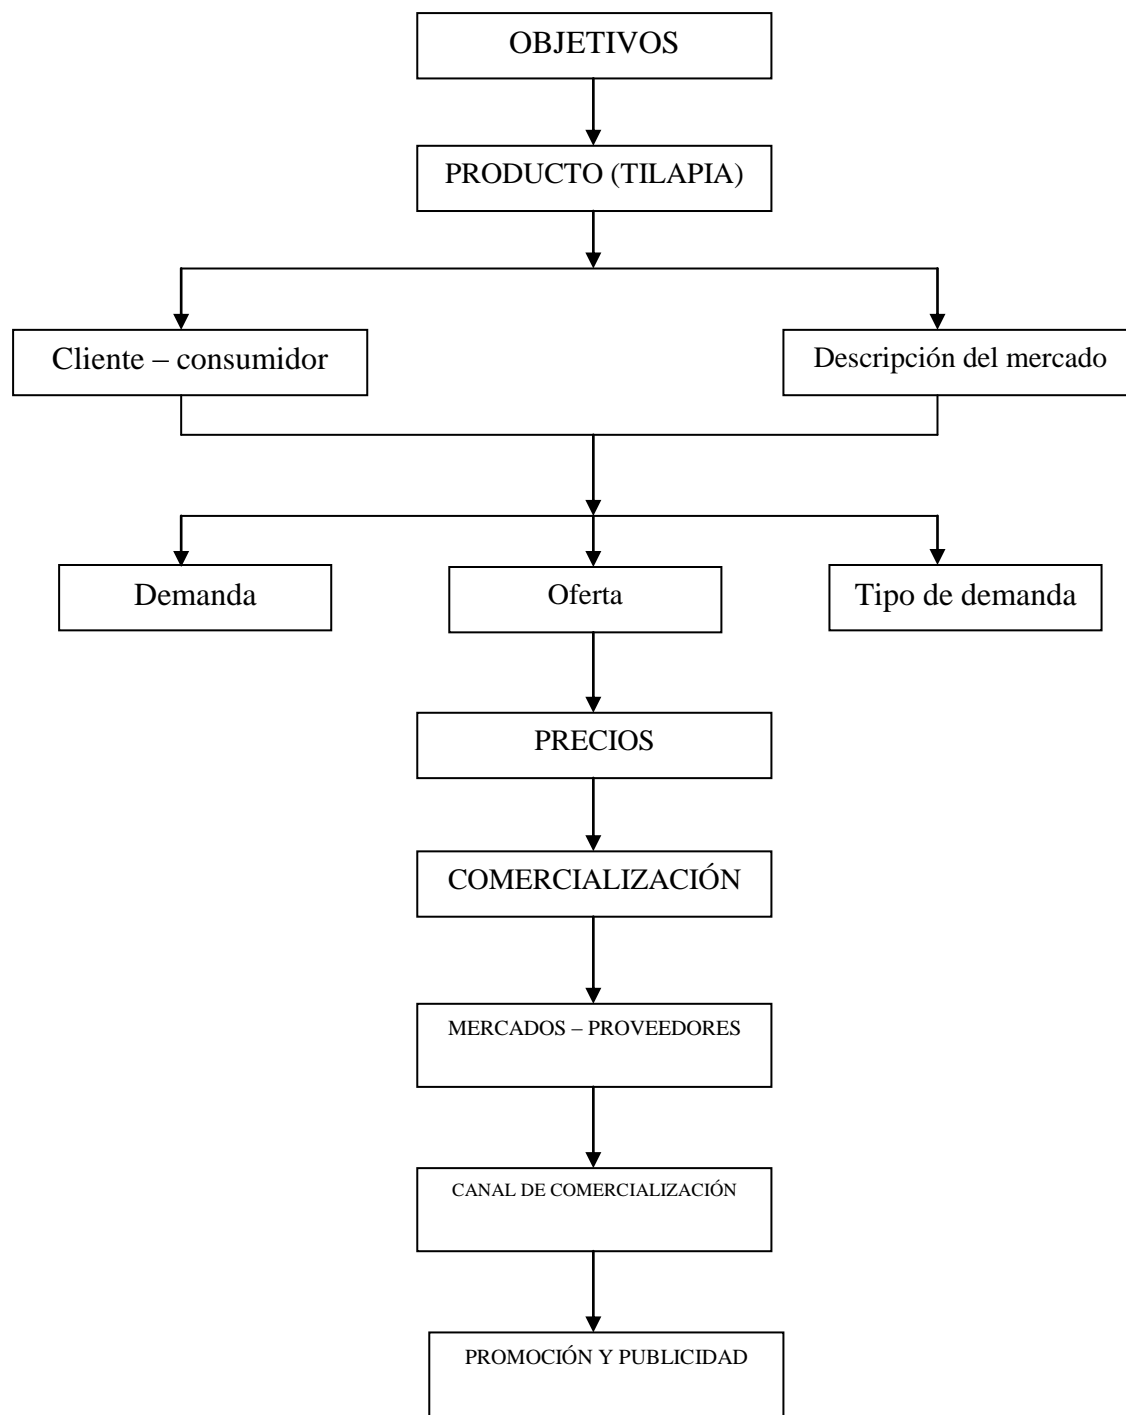 OBJETIVOS
PRODUCTO (TILAPIA)
Cliente – consumidor
Descripción del mercado
Demanda
Oferta
Tipo de demanda
PRECIOS
COMERCIALIZACIÓN
MERCADOS – PROVEEDORES
CANAL DE COMERCIALIZACIÓN
PROMOCIÓN Y PUBLICIDAD